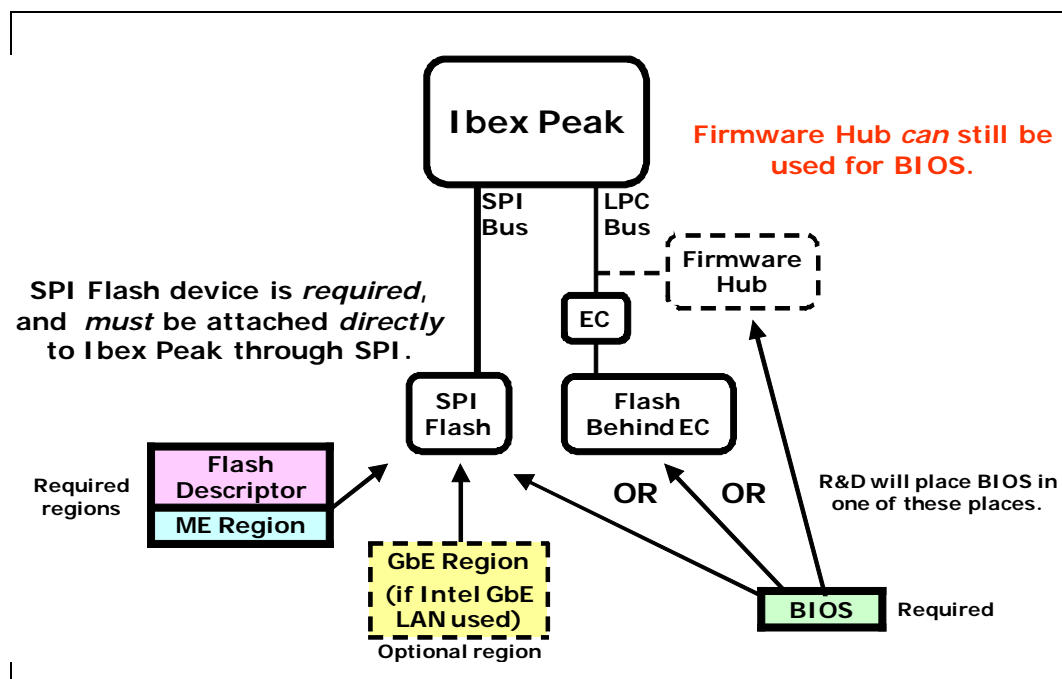 Ibex Peak
Firmware Hub can still be
used for BIOS.
SPI
Bus
LPC
Bus
Firmware
Hub
SPI Flash device is required,
and must be attached directly
to Ibex Peak through SPI.
EC
SPI
Flash
Flash
Behind EC
Required
regions
Flash
Descriptor
ME Region
OR
OR
R&D will place BIOS in
one of these places.
GbE Region
(if Intel GbE
LAN used)
Optional region
BIOS
Required